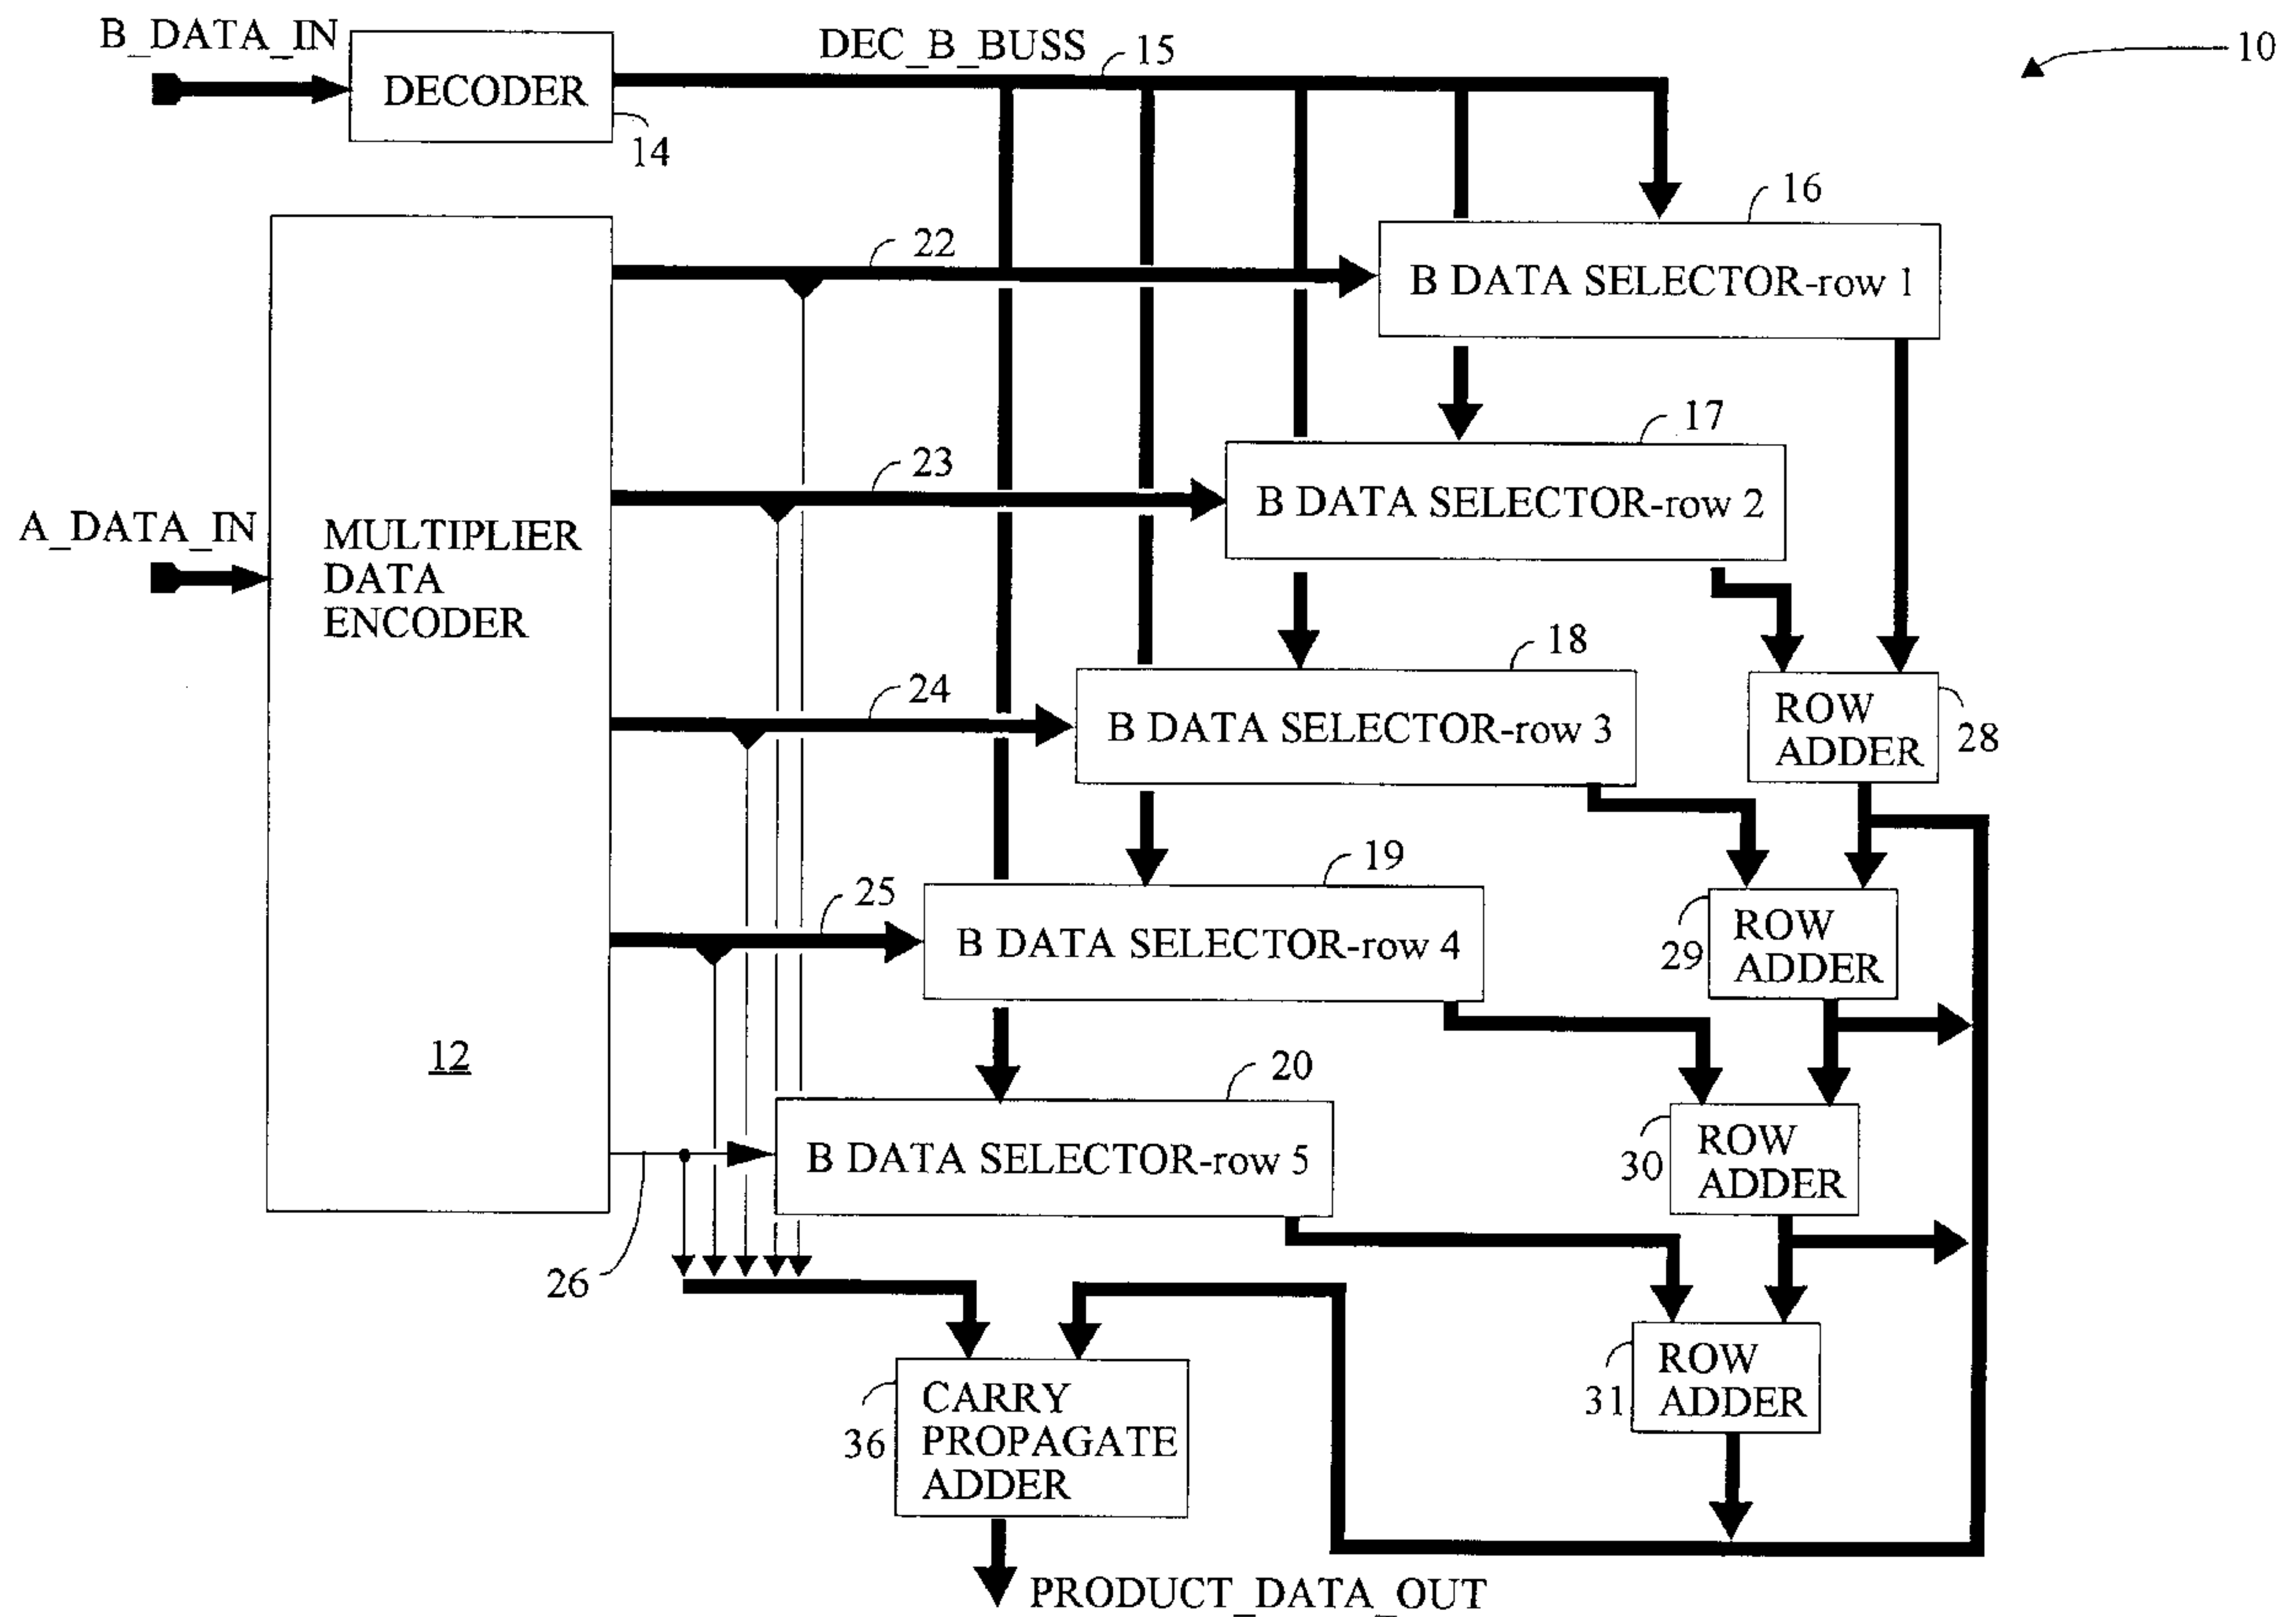 B_DATA_IN
DECODER
14
DEC_B_BUSS
15
10
16
B DATA SELECTOR-row 1
22
17
B DATA SELECTOR-row 2
23
A_DATA_IN
MULTIPLIER
DATA
ENCODER
12
18
B DATA SELECTOR-row 3
24
ROW
ADDER
28
19
B DATA SELECTOR-row 4
25
ROW
ADDER
29
20
B DATA SELECTOR-row 5
26
ROW
ADDER
30
ROW
ADDER
31
CARRY
PROPAGATE
ADDER
36
PRODUCT_DATA_OUT